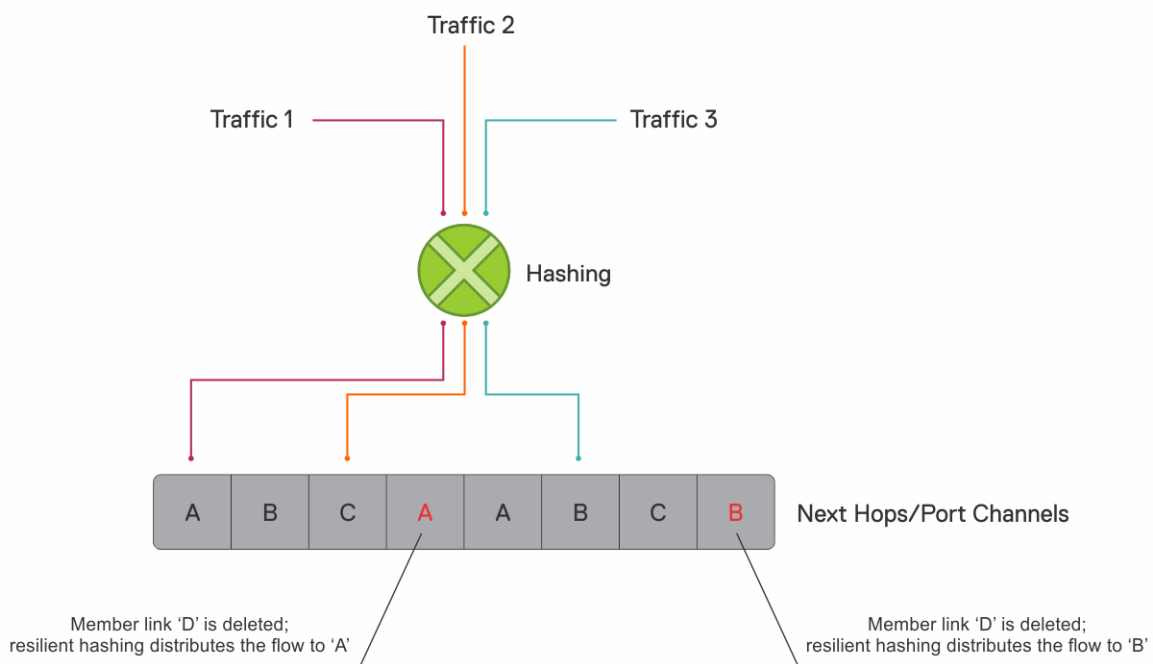 Traffic 2
Traffic 1
Traffic 3
Hashing
A B C A A B C B
Next Hops/Port Channels
Member link ‘D’ is deleted;
resilient hashing distributes the flow to ‘A’
Member link ‘D’ is deleted;
resilient hashing distributes the flow to ‘B’